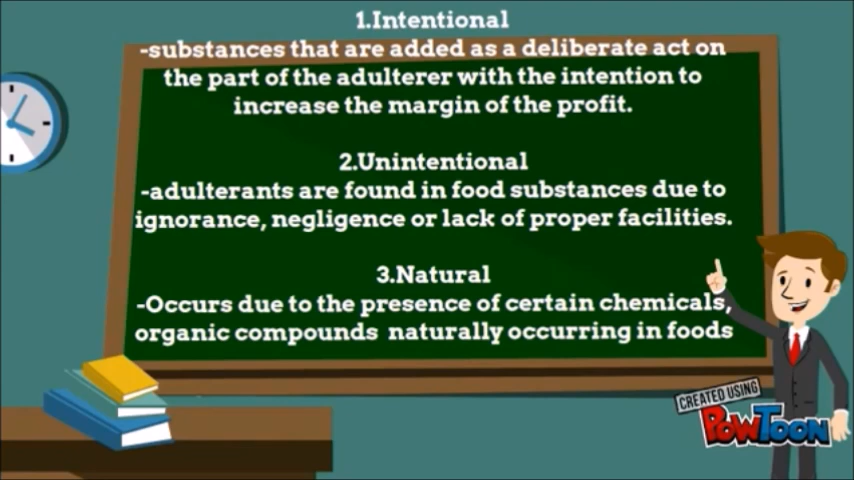 1.Intentional
-substances that are added as a deliberate act on
the part of the adulterer with the intention to
increase the margin of the profit.
2.Unintentional
-adulterants are found in food substances due to
ignorance, negligence or lack of proper facilities.
3.Natural
-Occurs due to the presence of certain chemicals,
organic compounds  naturally occurring in foods
CREATED USING
POWTOON